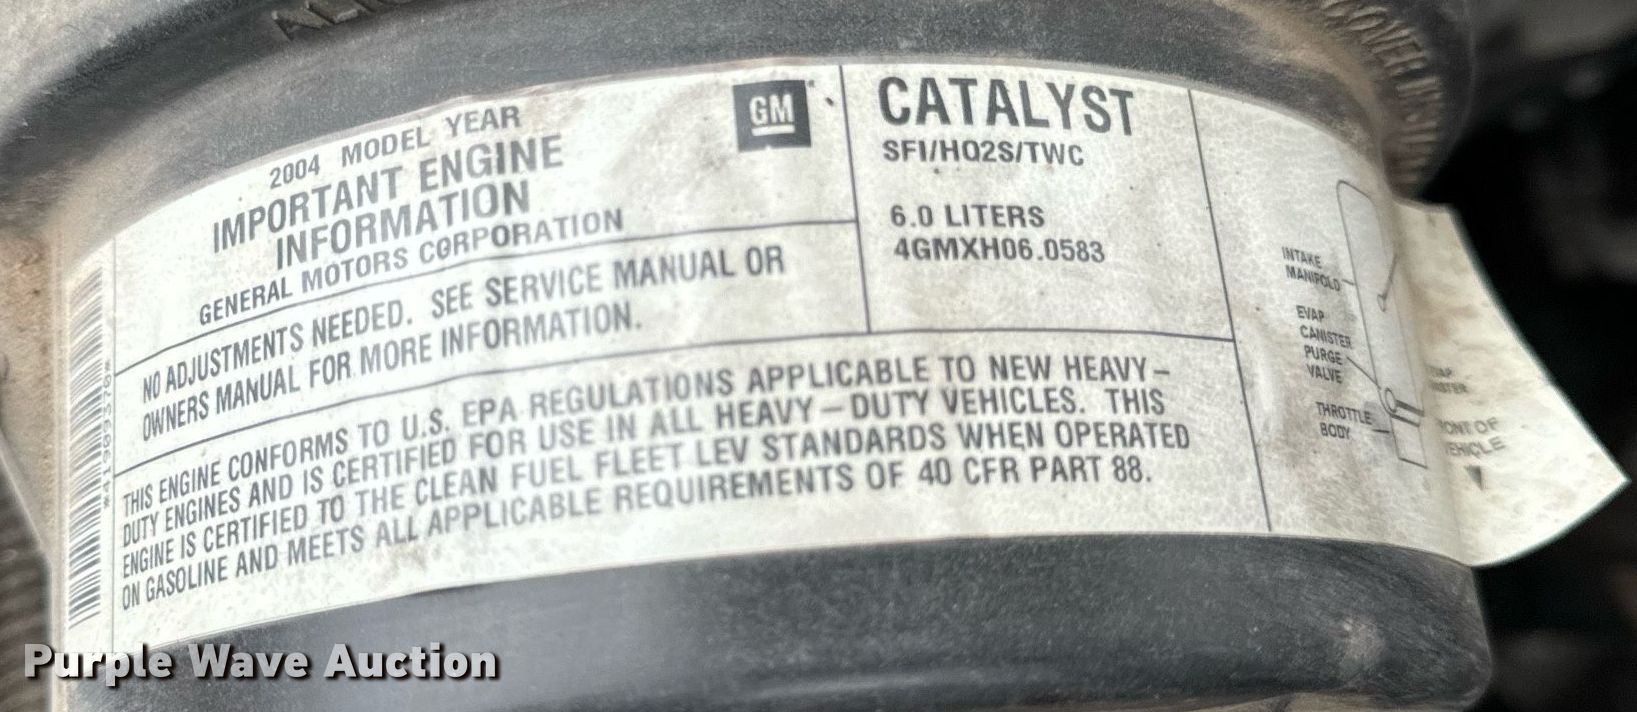 2004 MODEL YEAR
IMPORTANT ENGINE
INFORMATION
GENERAL MOTORS CORPORATION
GM
NO ADJUSTMENTS NEEDED. SEE SERVICE MANUAL OR
OWNERS MANUAL FOR MORE INFORMATION.
CATALYST
SFI/HO2S/TWC
6.0 LITERS
4GMXH06.0583
THIS ENGINE CONFORMS TO U.S. EPA REGULATIONS APPLICABLE TO NEW HEAVY-
DUTY ENGINES AND IS CERTIFIED FOR USE IN ALL HEAVY-DUTY VEHICLES. THIS
ENGINE IS CERTIFIED TO THE CLEAN FUEL FLEET LEV STANDARDS WHEN OPERATED
ON GASOLINE AND MEETS ALL APPLICABLE REQUIREMENTS OF 40 CFR PART 88.
INTAKE
MANIFOLD
EVAP
CANISTER
PURGE
VALVE
THROTTLE
BODY
Purple Wave Auction